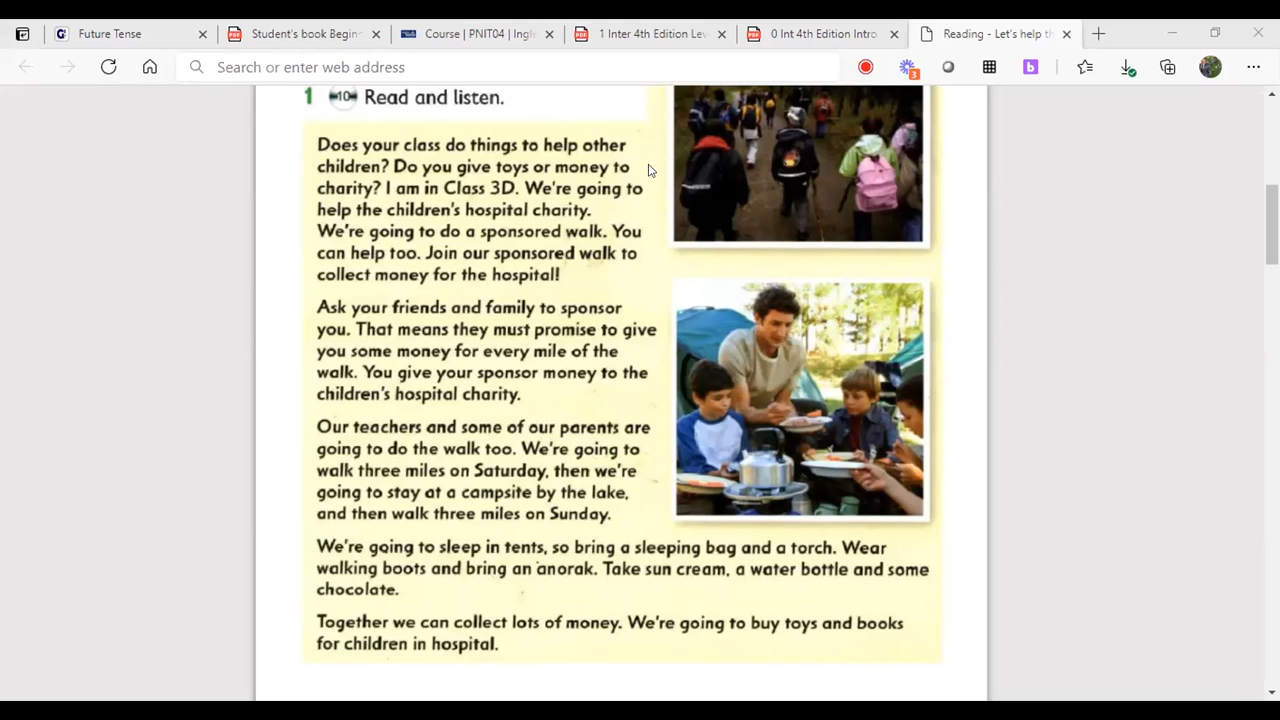 Future Tense
Student's book Begin
Course | PNIT04 | Ingl
1 Inter 4th Edition Lev
0 Int 4th Edition Intro
Reading - Let's help th
Search or enter web address
3
b
1 10 Read and listen.
Does your class do things to help other
children? Do you give toys or money to
charity? I am in Class 3D. We're going to
help the children's hospital charity.
We're going to do a sponsored walk. You
can help too. Join our sponsored walk to
collect money for the hospital!
Ask your friends and family to sponsor
you. That means they must promise to give
you some money for every mile of the
walk. You give your sponsor money to the
children's hospital charity.
Our teachers and some of our parents are
going to do the walk too. We're going to
walk three miles on Saturday, then we're
going to stay at a campsite by the lake,
and then walk three miles on Sunday.
We're going to sleep in tents, so bring a sleeping bag and a torch. Wear
walking boots and bring an anorak. Take sun cream, a water bottle and some
chocolate.
Together we can collect lots of money. We're going to buy toys and books
for children in hospital.